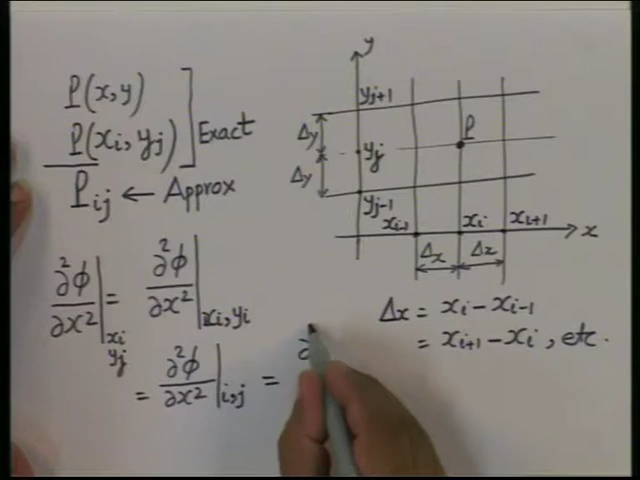 P(x,y)
P(xi, yj) ] Exact
Pij ← Approx
∂²φ/∂x² |xi yj = ∂²φ/∂x² |xi,yi
= ∂²φ/∂x² |i,j = ∂
y
yj+1
Δy
P
yj
Δy
yj-1
xi-1 xi xi+1 x
Δx Δx
Δx = xi - xi-1
= xi+1 - xi, etc.